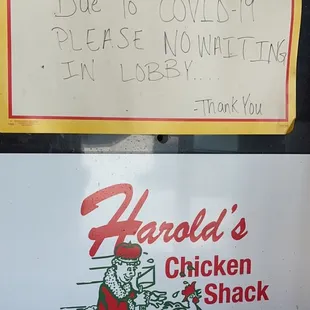 Due To COVID-19
PLEASE NO WAITING
IN LOBBY....
-Thank You
Harold's
Chicken
Shack